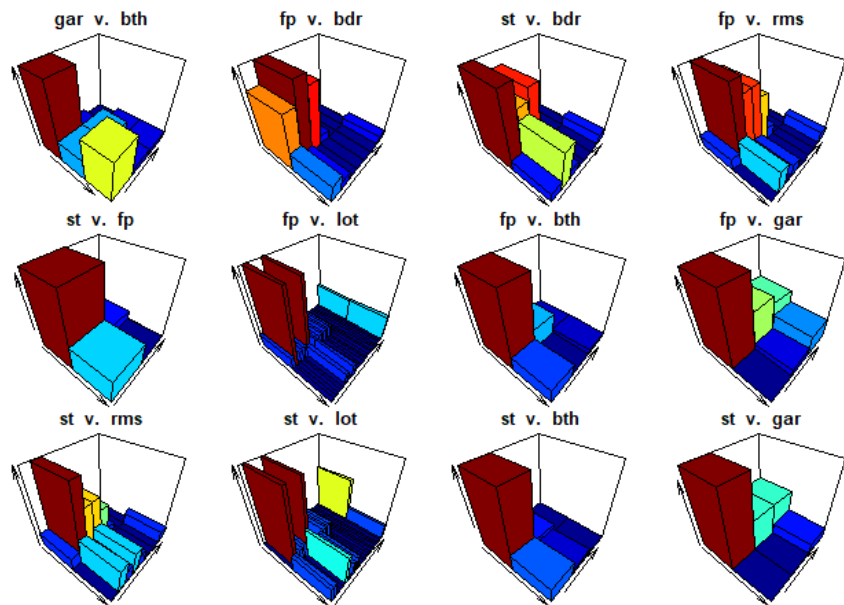 gar v. bth fp v. bdr st v. bdr fp v. rms
st v. fp fp v. lot fp v. bth fp v. gar
st v. rms st v. lot st v. bth st v. gar